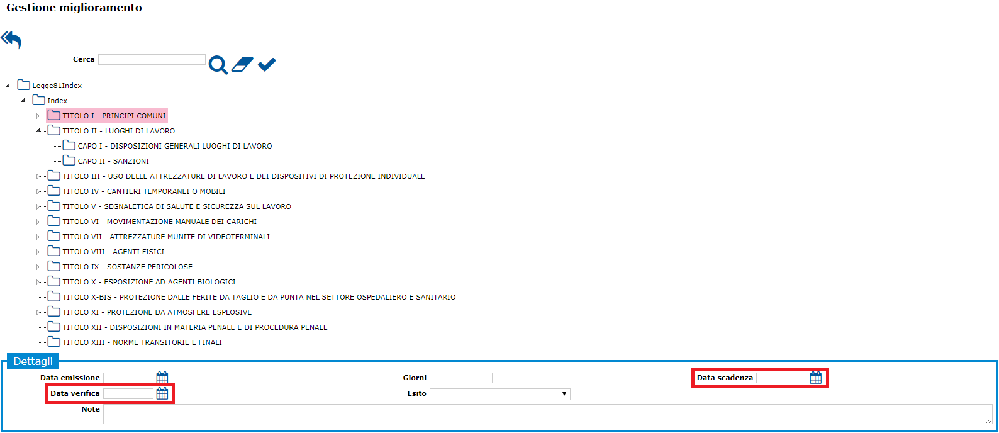 Gestione miglioramento
Cerca
Legge81Index
Index
TITOLO I - PRINCIPI COMUNI
TITOLO II - LUOGHI DI LAVORO
CAPO I - DISPOSIZIONI GENERALI LUOGHI DI LAVORO
CAPO II - SANZIONI
TITOLO III - USO DELLE ATTREZZATURE DI LAVORO E DEI DISPOSITIVI DI PROTEZIONE INDIVIDUALE
TITOLO IV - CANTIERI TEMPORANEI O MOBILI
TITOLO V - SEGNALETICA DI SALUTE E SICUREZZA SUL LAVORO
TITOLO VI - MOVIMENTAZIONE MANUALE DEI CARICHI
TITOLO VII - ATTREZZATURE MUNITE DI VIDEOTERMINALI
TITOLO VIII - AGENTI FISICI
TITOLO IX - SOSTANZE PERICOLOSE
TITOLO X - ESPOSIZIONE AD AGENTI BIOLOGICI
TITOLO X-BIS - PROTEZIONE DALLE FERITE DA TAGLIO E DA PUNTA NEL SETTORE OSPEDALIERO E SANITARIO
TITOLO XI - PROTEZIONE DA ATMOSFERE ESPLOSIVE
TITOLO XII - DISPOSIZIONI IN MATERIA PENALE E DI PROCEDURA PENALE
TITOLO XIII - NORME TRANSITORIE E FINALI
Dettagli
Data emissione Giorni Data scadenza
Data verifica Esito -
Note